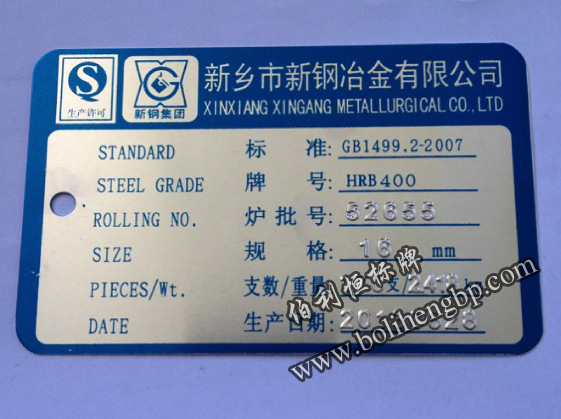 生产许可
新钢集团
新乡市新钢冶金有限公司
XINXIANG XINGANG METALLURGICAL CO., LTD
STANDARD 标 准: GB1499.2-2007
STEEL GRADE 牌 号: HRB400
ROLLING NO. 炉批号: 52655
SIZE 规 格: 16 mm
PIECES/Wt. 支数/重量:
DATE 生产日期:
伯利恒标牌
www.bolihengbp.com